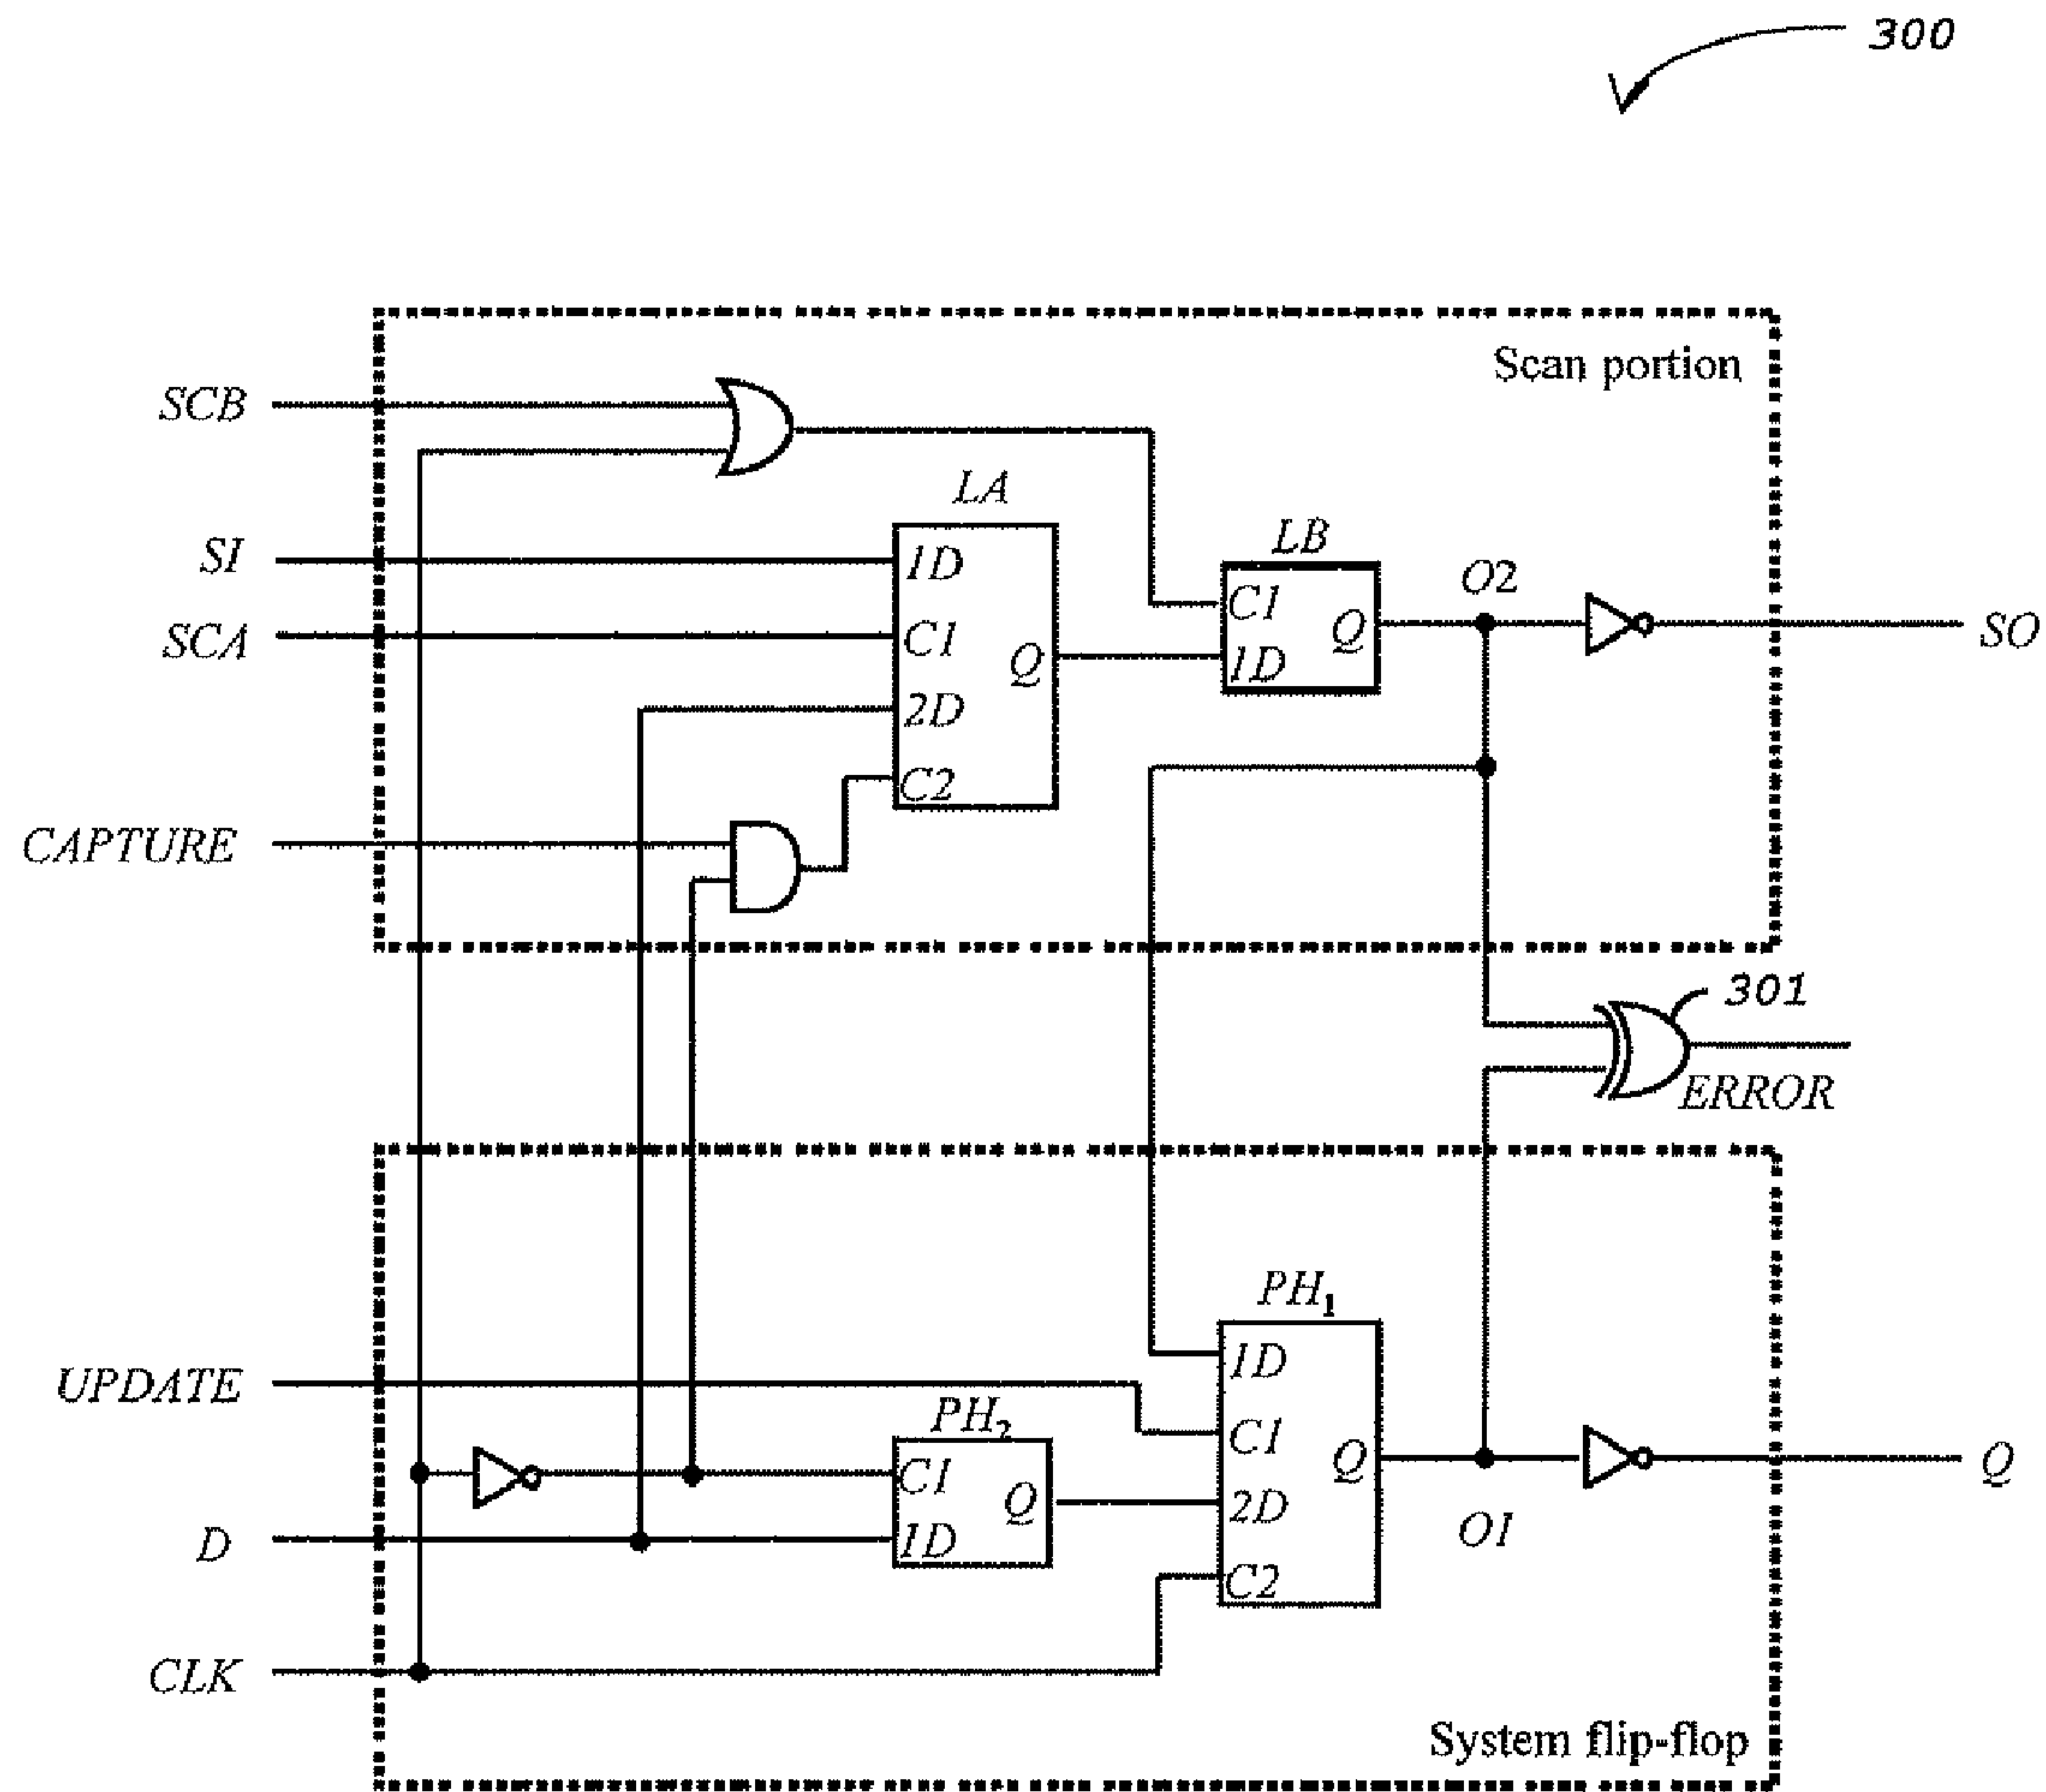 300
Scan portion
SCB
LA
LB
SI
1D
C1
O2
SCA
C1
Q
Q
SO
1D
2D
C2
CAPTURE
301
ERROR
PH1
1D
UPDATE
PH2
C1
C1
Q
Q
Q
2D
D
1D
O1
C2
CLK
System flip-flop